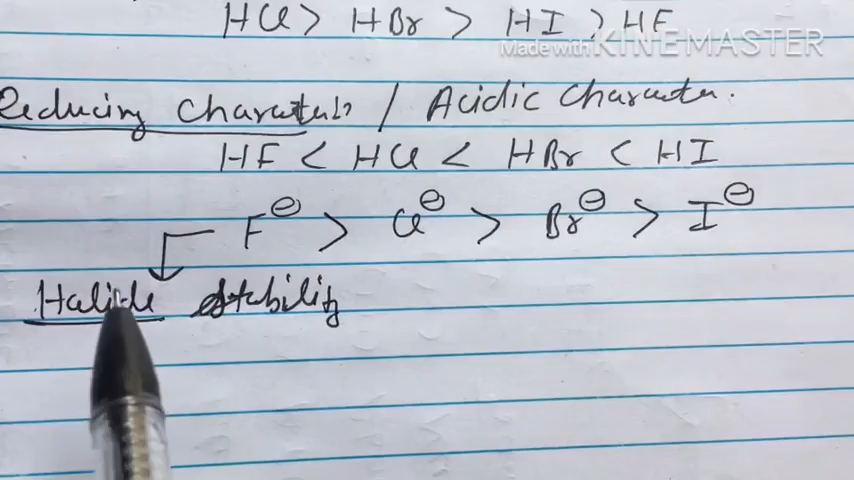 HCl > HBr > HI > HF
Made with KINEMASTER
Reducing Character / Acidic Character.
HF < HCl < HBr < HI
F⊖ > Cl⊖ > Br⊖ > I⊖
Halide stability